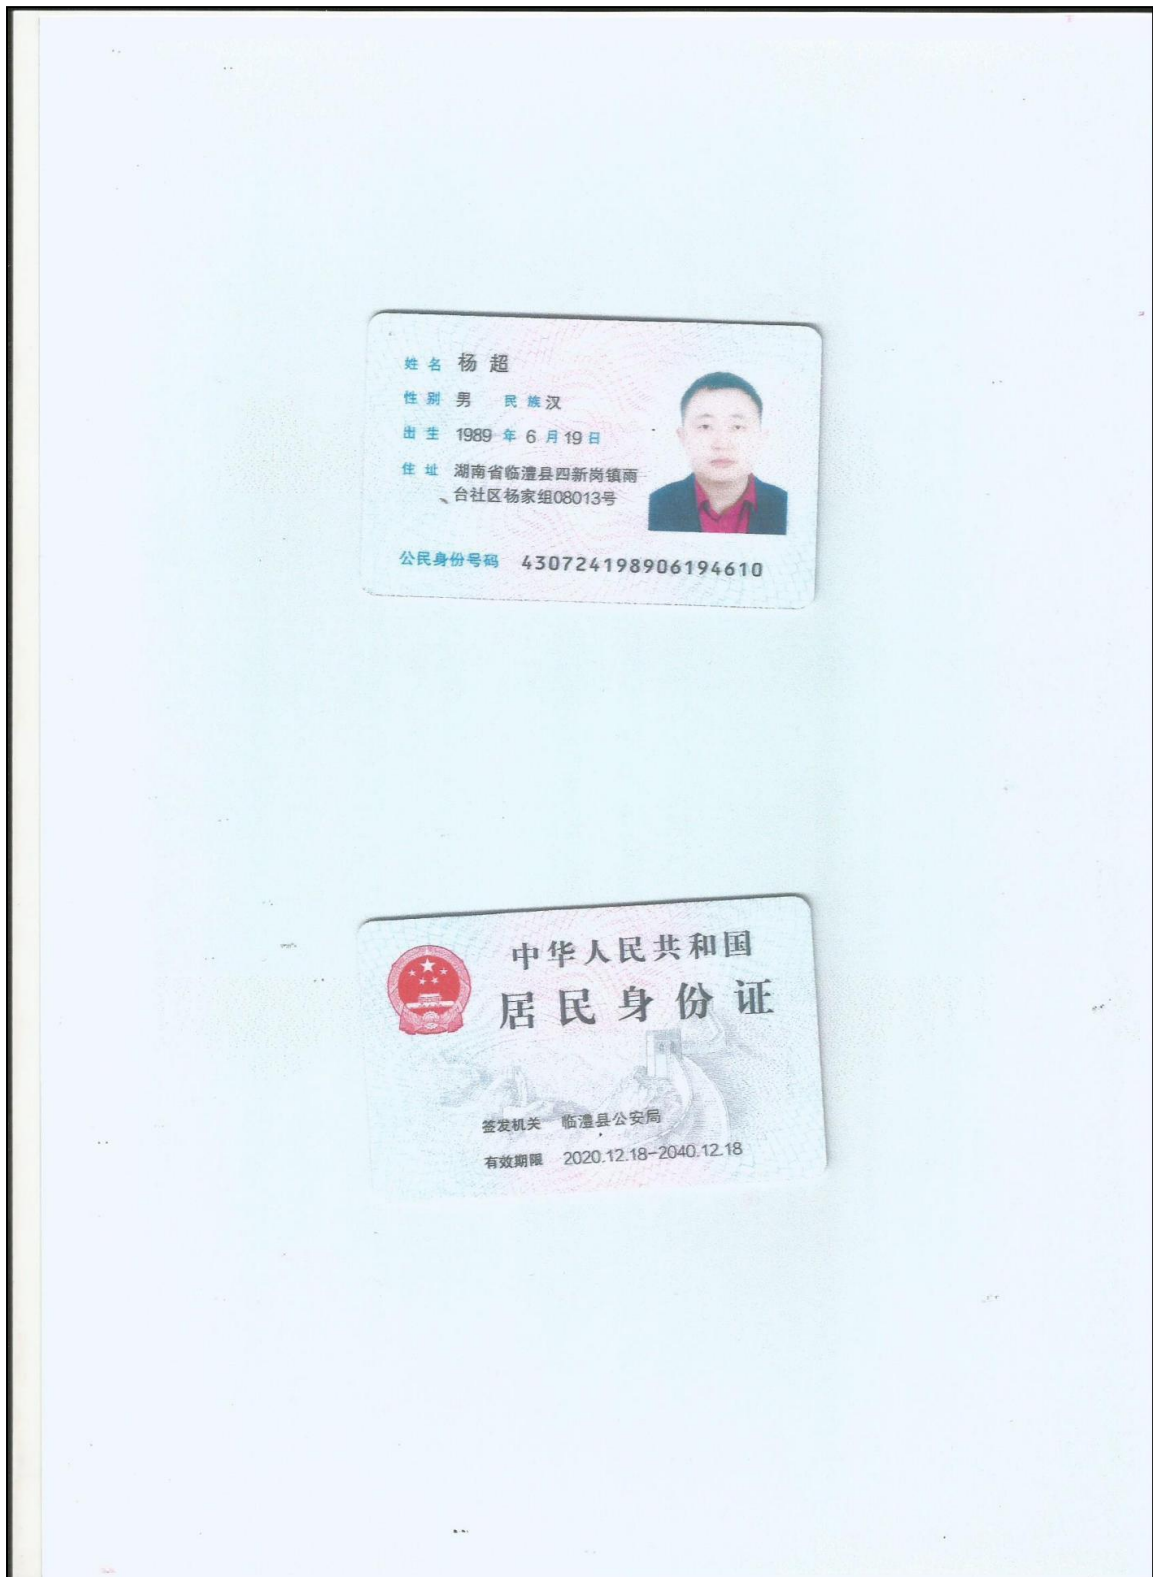 姓名 杨超
性别 男 民族 汉
出生 1989 年 6 月 19 日
住址 湖南省临澧县四新岗镇雨
台社区杨家组08013号
公民身份号码 430724198906194610
中华人民共和国
居民身份证
签发机关 临澧县公安局
有效期限 2020.12.18-2040.12.18